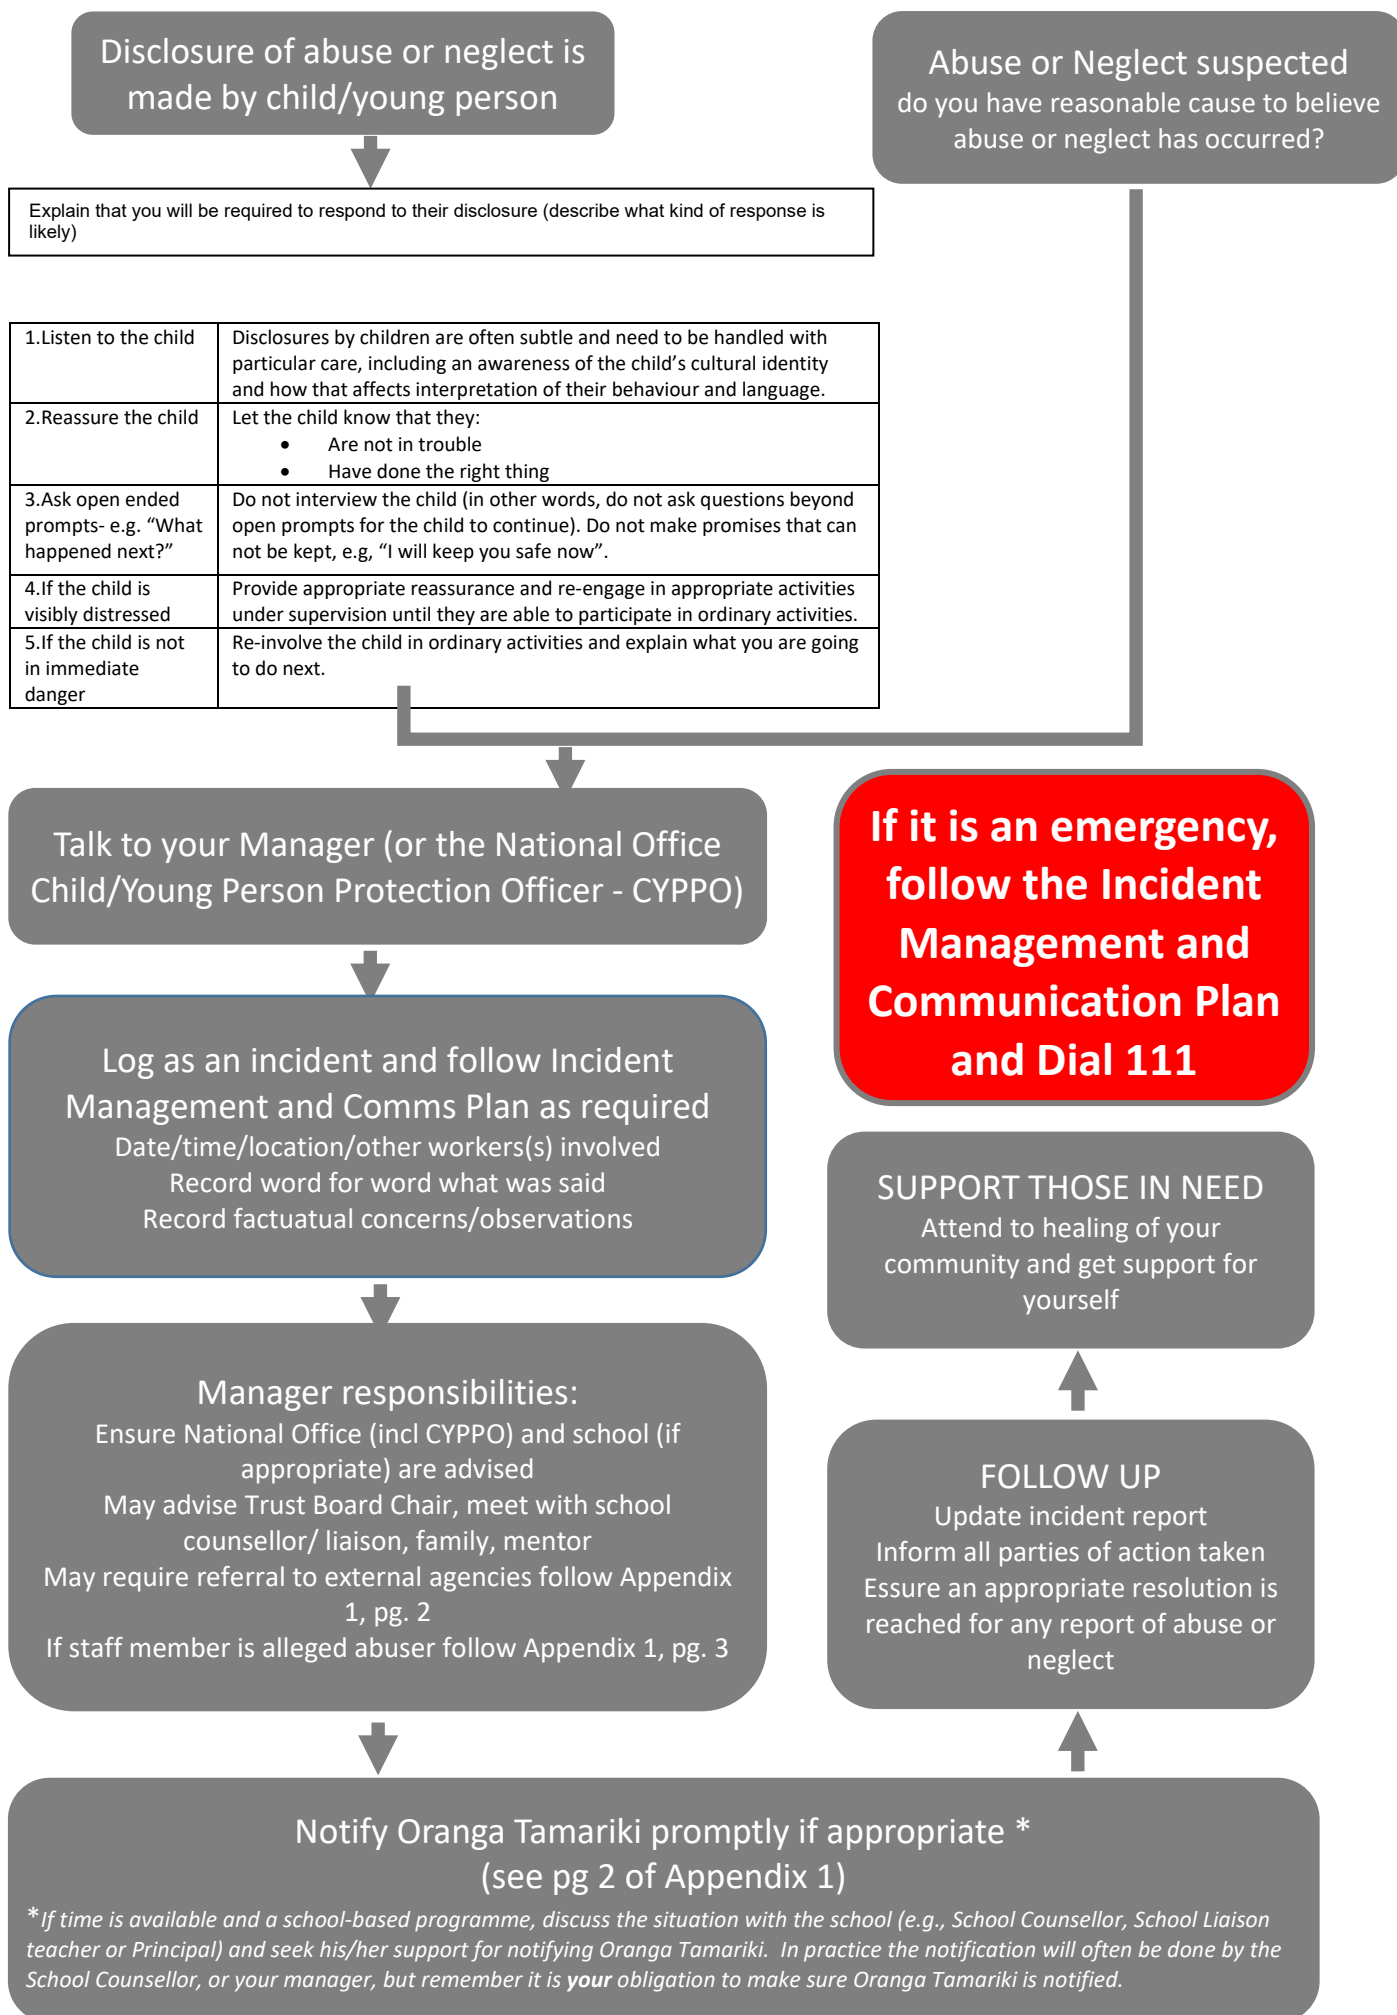 Disclosure of abuse or neglect is
made by child/young person
Abuse or Neglect suspected
do you have reasonable cause to believe
abuse or neglect has occurred?
Explain that you will be required to respond to their disclosure (describe what kind of response is
likely)
1.Listen to the child
Disclosures by children are often subtle and need to be handled with
particular care, including an awareness of the child’s cultural identity
and how that affects interpretation of their behaviour and language.
2.Reassure the child
Let the child know that they:
• Are not in trouble
• Have done the right thing
3.Ask open ended
prompts- e.g. “What
happened next?”
Do not interview the child (in other words, do not ask questions beyond
open prompts for the child to continue). Do not make promises that can
not be kept, e.g, “I will keep you safe now”.
4.If the child is
visibly distressed
Provide appropriate reassurance and re-engage in appropriate activities
under supervision until they are able to participate in ordinary activities.
5.If the child is not
in immediate
danger
Re-involve the child in ordinary activities and explain what you are going
to do next.
Talk to your Manager (or the National Office
Child/Young Person Protection Officer - CYPPO)
If it is an emergency,
follow the Incident
Management and
Communication Plan
and Dial 111
Log as an incident and follow Incident
Management and Comms Plan as required
Date/time/location/other workers(s) involved
Record word for word what was said
Record factuatual concerns/observations
SUPPORT THOSE IN NEED
Attend to healing of your
community and get support for
yourself
Manager responsibilities:
Ensure National Office (incl CYPPO) and school (if
appropriate) are advised
May advise Trust Board Chair, meet with school
counsellor/ liaison, family, mentor
May require referral to external agencies follow Appendix
1, pg. 2
If staff member is alleged abuser follow Appendix 1, pg. 3
FOLLOW UP
Update incident report
Inform all parties of action taken
Essure an appropriate resolution is
reached for any report of abuse or
neglect
Notify Oranga Tamariki promptly if appropriate *
(see pg 2 of Appendix 1)
*If time is available and a school-based programme, discuss the situation with the school (e.g., School Counsellor, School Liaison
teacher or Principal) and seek his/her support for notifying Oranga Tamariki. In practice the notification will often be done by the
School Counsellor, or your manager, but remember it is your obligation to make sure Oranga Tamariki is notified.